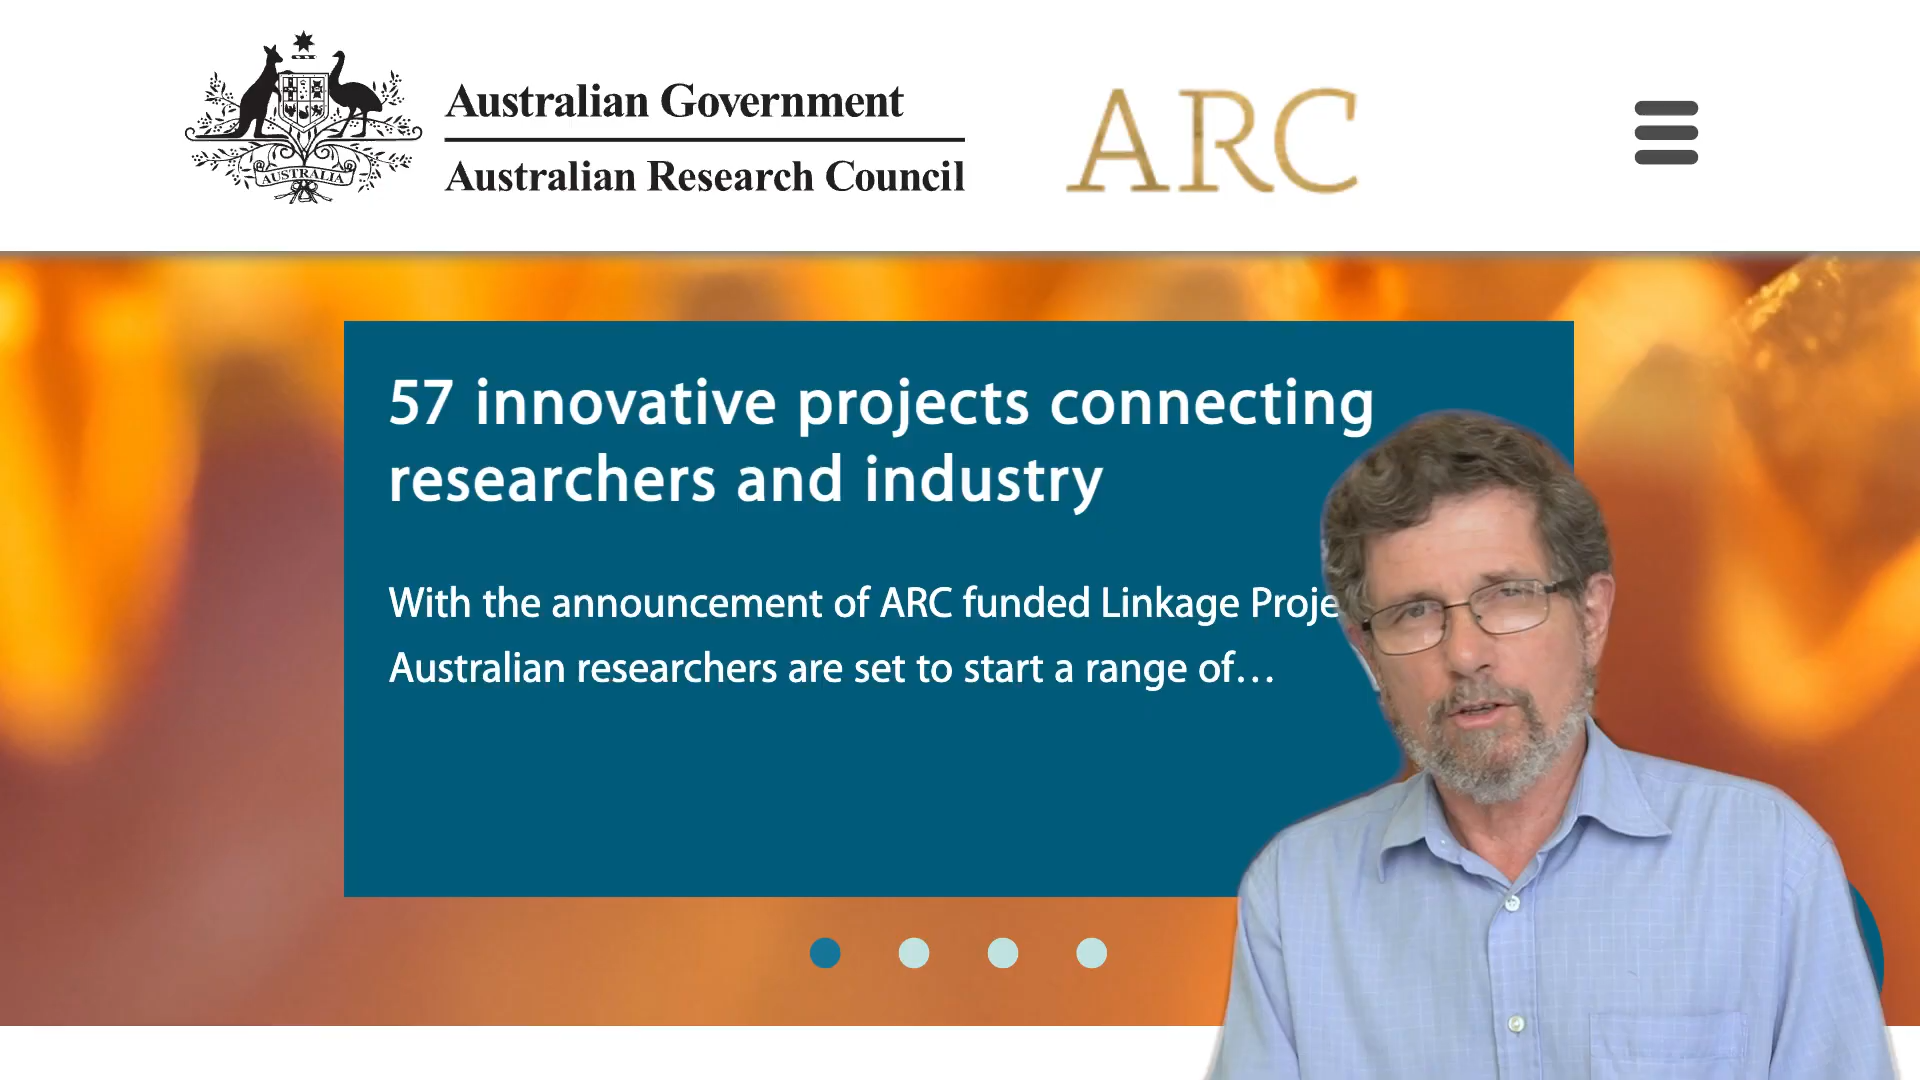 AUSTRALIA
Australian Government
Australian Research Council
ARC
57 innovative projects connecting
researchers and industry
With the announcement of ARC funded Linkage
Australian researchers are set to start a range of…